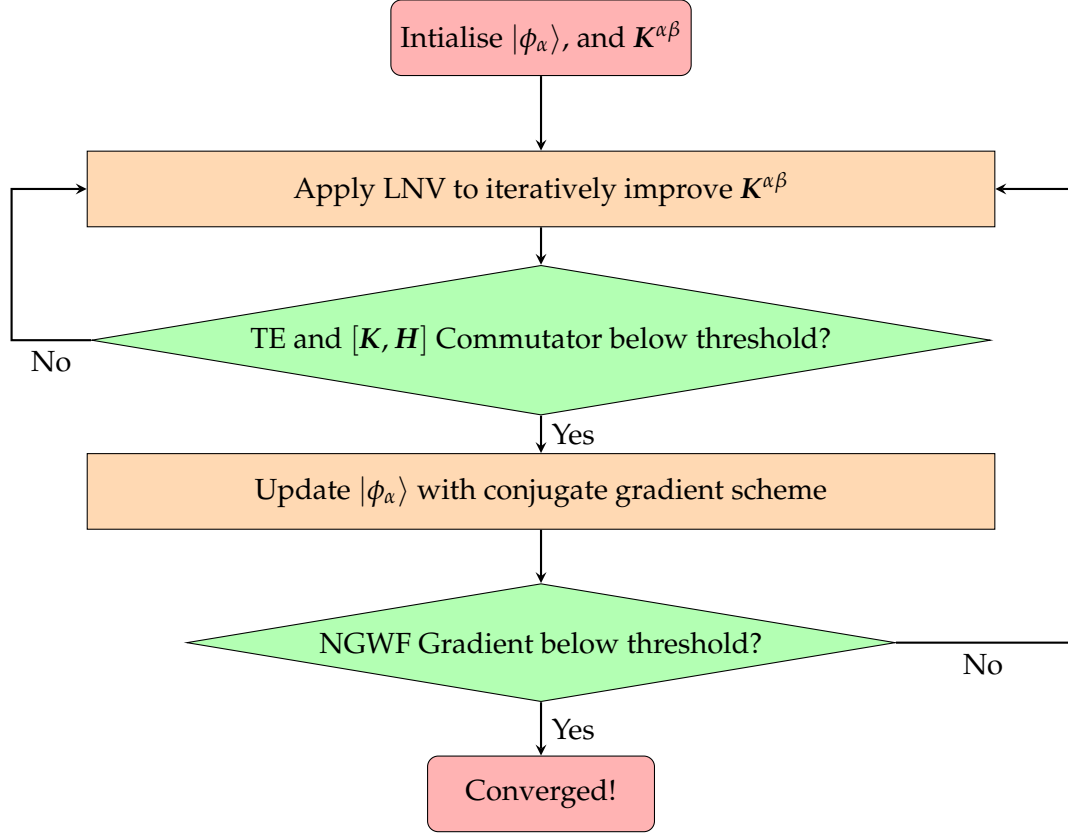 Intialise |ϕα⟩, and K^αβ
Apply LNV to iteratively improve K^αβ
TE and [K, H] Commutator below threshold?
No
Yes
Update |ϕα⟩ with conjugate gradient scheme
NGWF Gradient below threshold?
No
Yes
Converged!